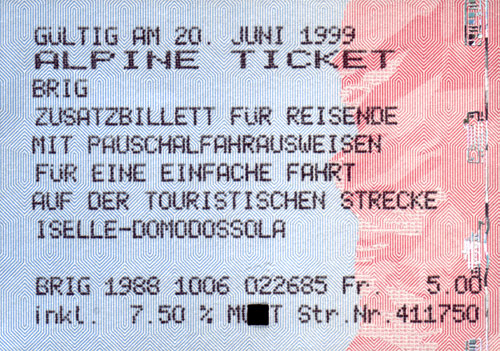 GÜLTIG AM 20. JUNI 1999
ALPINE TICKET
BRIG
ZUSATZBILLETT FÜR REISENDE
MIT PAUSCHALFAHRAUSWEISEN
FÜR EINE EINFACHE FAHRT
AUF DER TOURISTISCHEN STRECKE
ISELLE-DOMODOSSOLA
BRIG 1988 1006 022685 Fr. 5.00
inkl. 7.50 % Str.Nr.411750